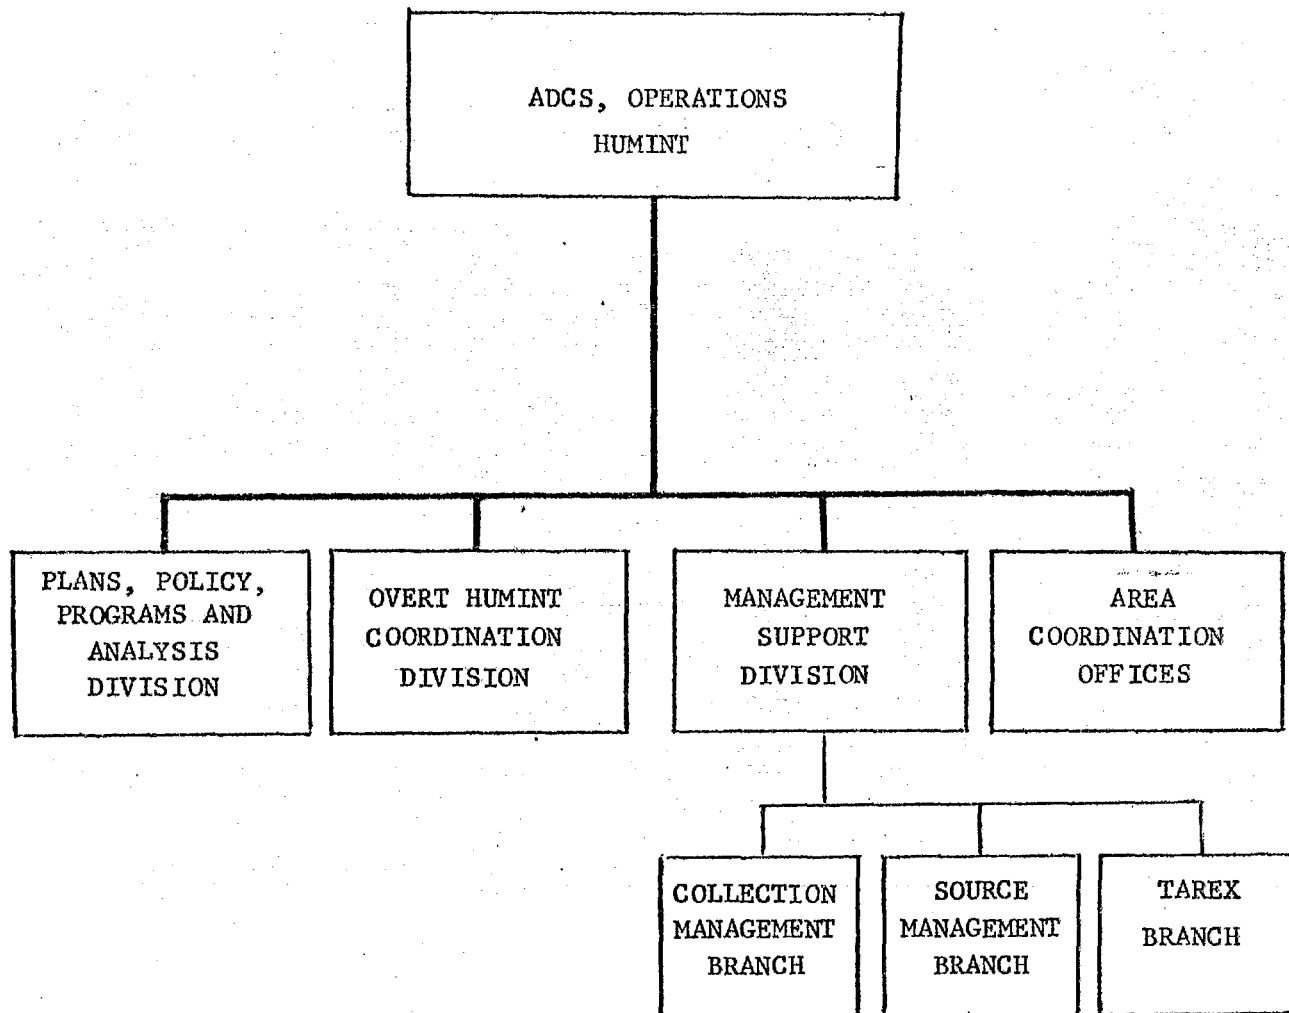 ADCS, OPERATIONS
HUMINT
PLANS, POLICY,
PROGRAMS AND
ANALYSIS
DIVISION
OVERT HUMINT
COORDINATION
DIVISION
MANAGEMENT
SUPPORT
DIVISION
AREA
COORDINATION
OFFICES
COLLECTION
MANAGEMENT
BRANCH
SOURCE
MANAGEMENT
BRANCH
TAREX
BRANCH